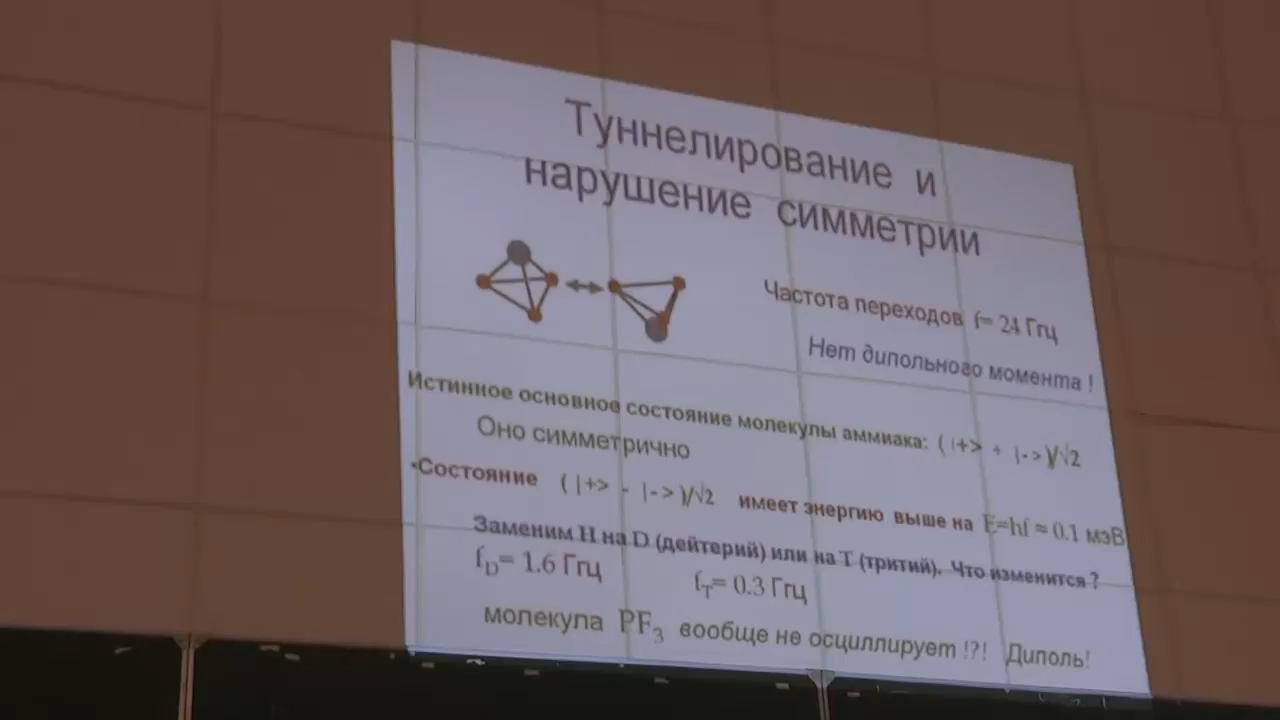 Туннелирование и
нарушение симметрии
Частота переходов f= 24 Ггц
Нет дипольного момента !
Истинное основное состояние молекулы аммиака: ( |+> + |-> )/√2
Оно симметрично
•Состояние ( |+> - |-> )/√2 имеет энергию выше на E=hf ≈ 0.1 мэВ
Заменим H на D (дейтерий) или на T (тритий). Что изменится ?
f_D= 1.6 Ггц f_T= 0.3 Ггц
молекула PF₃ вообще не осциллирует !?! Диполь!